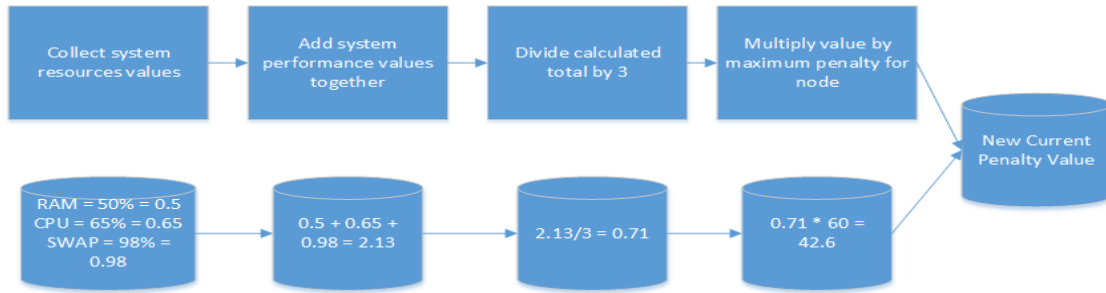 Collect system
resources values
Add system
performance values
together
Divide calculated
total by 3
Multiply value by
maximum penalty for
node
New Current
Penalty Value
RAM = 50% = 0.5
CPU = 65% = 0.65
SWAP = 98% =
0.98
0.5 + 0.65 +
0.98 = 2.13
2.13/3 = 0.71
0.71 * 60 =
42.6